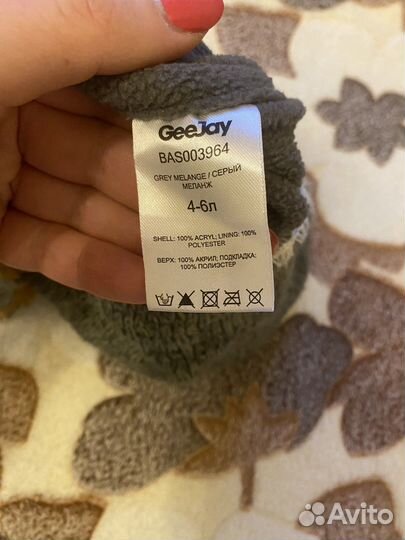 GeeJay
BAS003964
GREY MELANGE / СЕРЫЙ
МЕЛАНЖ
4-6л
SHELL: 100% ACRYL; LINING: 100%
POLYESTER
ВЕРХ: 100% АКРИЛ; ПОДКЛАДКА:
100% ПОЛИЭСТЕР
Avito